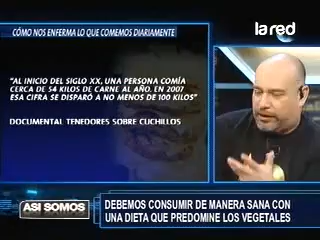 CÓMO NOS ENFERMA LO QUE COMEMOS DIARIAMENTE
la red
"AL INICIO DEL SIGLO XX, UNA PERSONA COMÍA
CERCA DE 54 KILOS DE CARNE AL AÑO. EN 2007
ESA CIFRA SE DISPARÓ A NO MENOS DE 100 KILOS"
DOCUMENTAL TENEDORES SOBRE CUCHILLOS
ASI SOMOS
DEBEMOS CONSUMIR DE MANERA SANA CON
UNA DIETA QUE PREDOMINE LOS VEGETALES